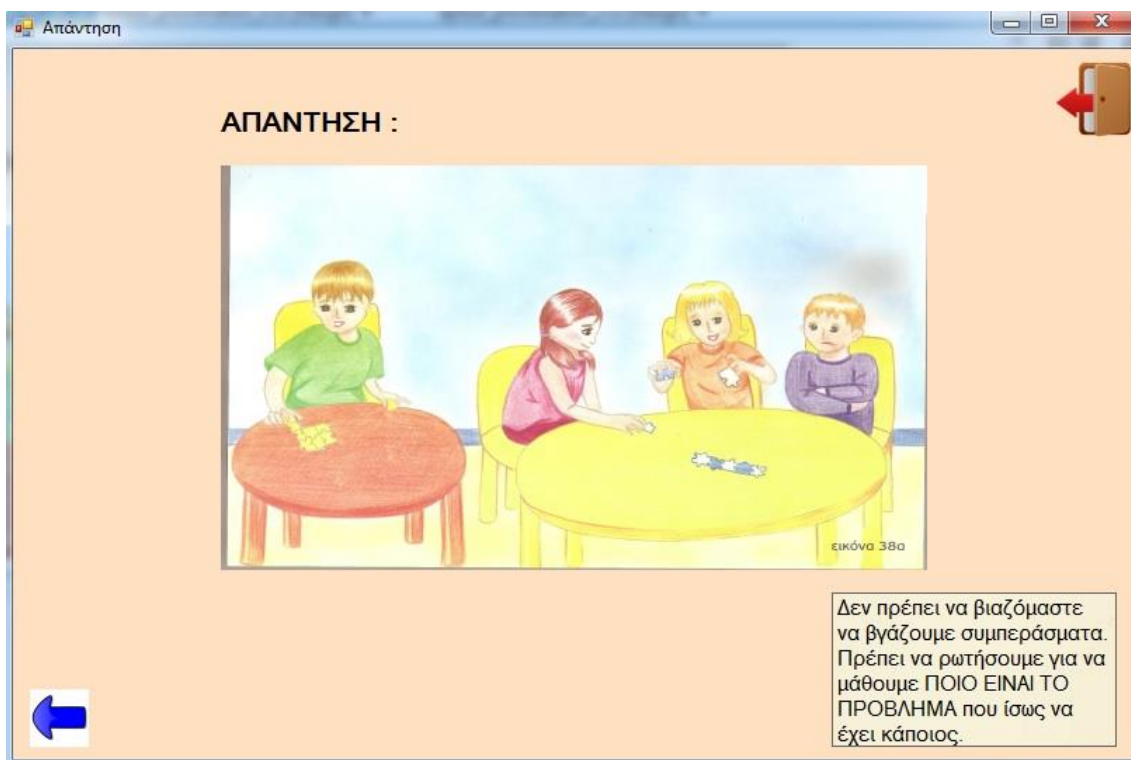 Απάντηση
ΑΠΑΝΤΗΣΗ :
εικόνα 38α
Δεν πρέπει να βιαζόμαστε
να βγάζουμε συμπεράσματα.
Πρέπει να ρωτήσουμε για να
μάθουμε ΠΟΙΟ ΕΙΝΑΙ ΤΟ
ΠΡΟΒΛΗΜΑ που ίσως να
έχει κάποιος.